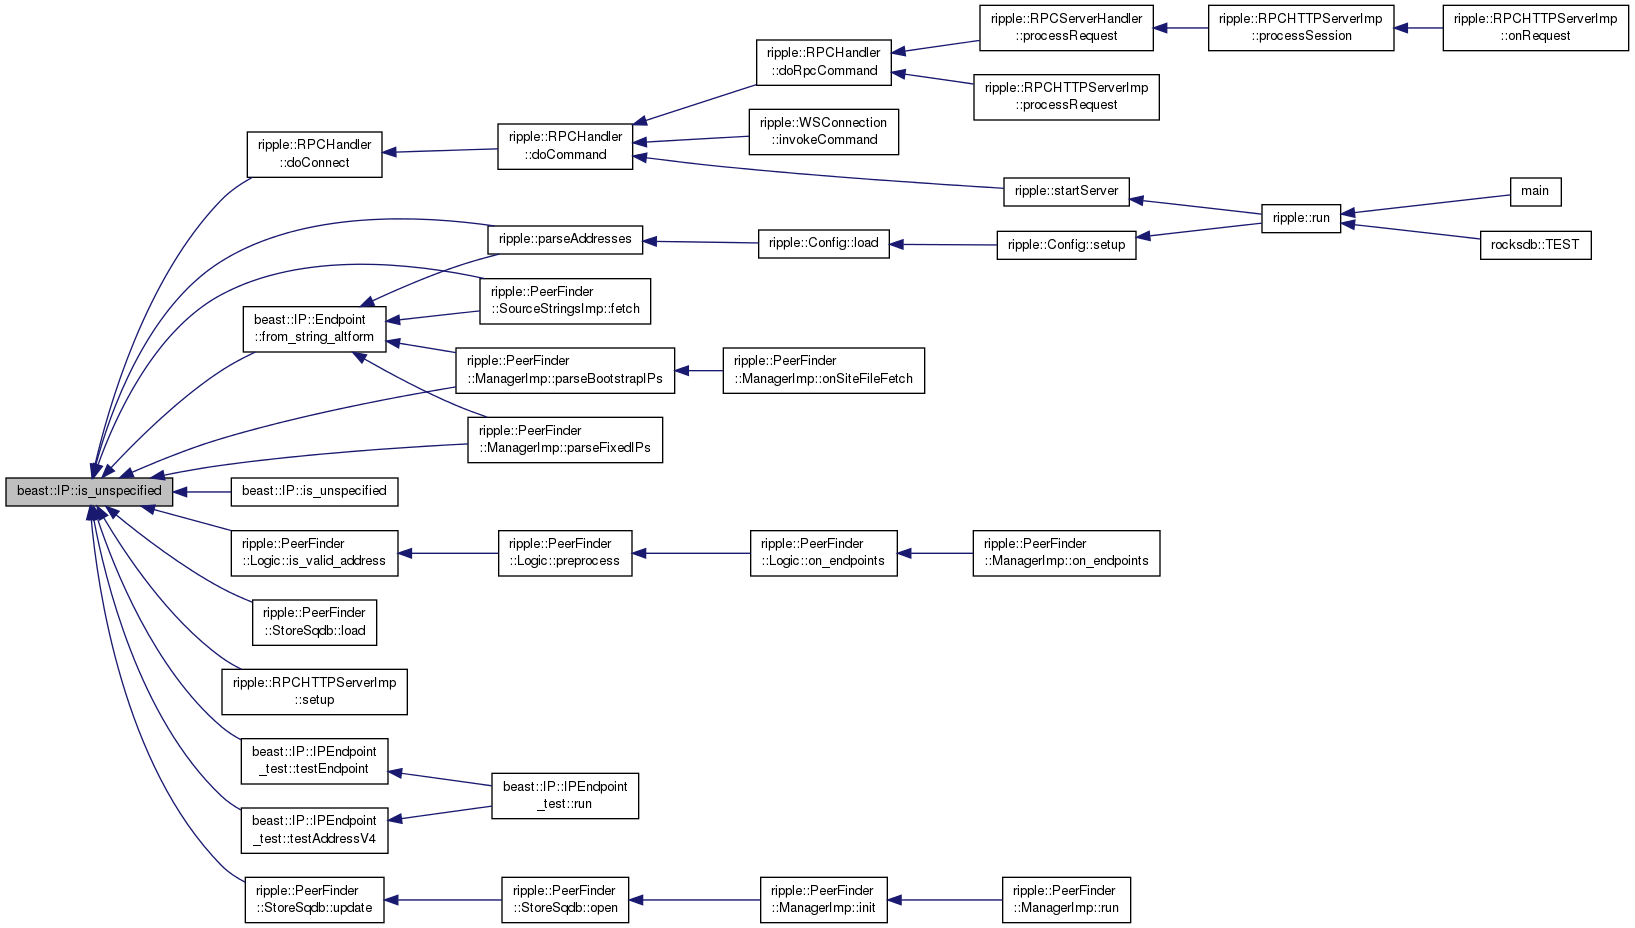 ripple::RPCServerHandler
::processRequest
ripple::RPCHTTPServerImp
::processSession
ripple::RPCHTTPServerImp
::onRequest
ripple::RPCHandler
::doRpcCommand
ripple::RPCHTTPServerImp
::processRequest
ripple::WSConnection
::invokeCommand
ripple::RPCHandler
::doConnect
ripple::RPCHandler
::doCommand
ripple::startServer
main
ripple::run
ripple::parseAddresses
ripple::Config::load
ripple::Config::setup
rocksdb::TEST
ripple::PeerFinder
::SourceStringsImp::fetch
beast::IP::Endpoint
::from_string_altform
ripple::PeerFinder
::ManagerImp::parseBootstrapIPs
ripple::PeerFinder
::ManagerImp::onSiteFileFetch
ripple::PeerFinder
::ManagerImp::parseFixedIPs
beast::IP::is_unspecified
beast::IP::is_unspecified
ripple::PeerFinder
::Logic::is_valid_address
ripple::PeerFinder
::Logic::preprocess
ripple::PeerFinder
::Logic::on_endpoints
ripple::PeerFinder
::ManagerImp::on_endpoints
ripple::PeerFinder
::StoreSqdb::load
ripple::RPCHTTPServerImp
::setup
beast::IP::IPEndpoint
_test::testEndpoint
beast::IP::IPEndpoint
_test::run
beast::IP::IPEndpoint
_test::testAddressV4
ripple::PeerFinder
::StoreSqdb::update
ripple::PeerFinder
::StoreSqdb::open
ripple::PeerFinder
::ManagerImp::init
ripple::PeerFinder
::ManagerImp::run